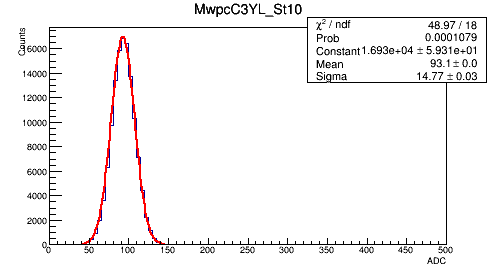 MwpcC3YL_St10
χ² / ndf 48.97 / 18
Prob 0.0001079
Constant 1.693e+04 ± 5.931e+01
Mean 93.1 ± 0.0
Sigma 14.77 ± 0.03
Counts
16000
14000
12000
10000
8000
6000
4000
2000
0
0 50 100 150 200 250 300 350 400 450 500
ADC